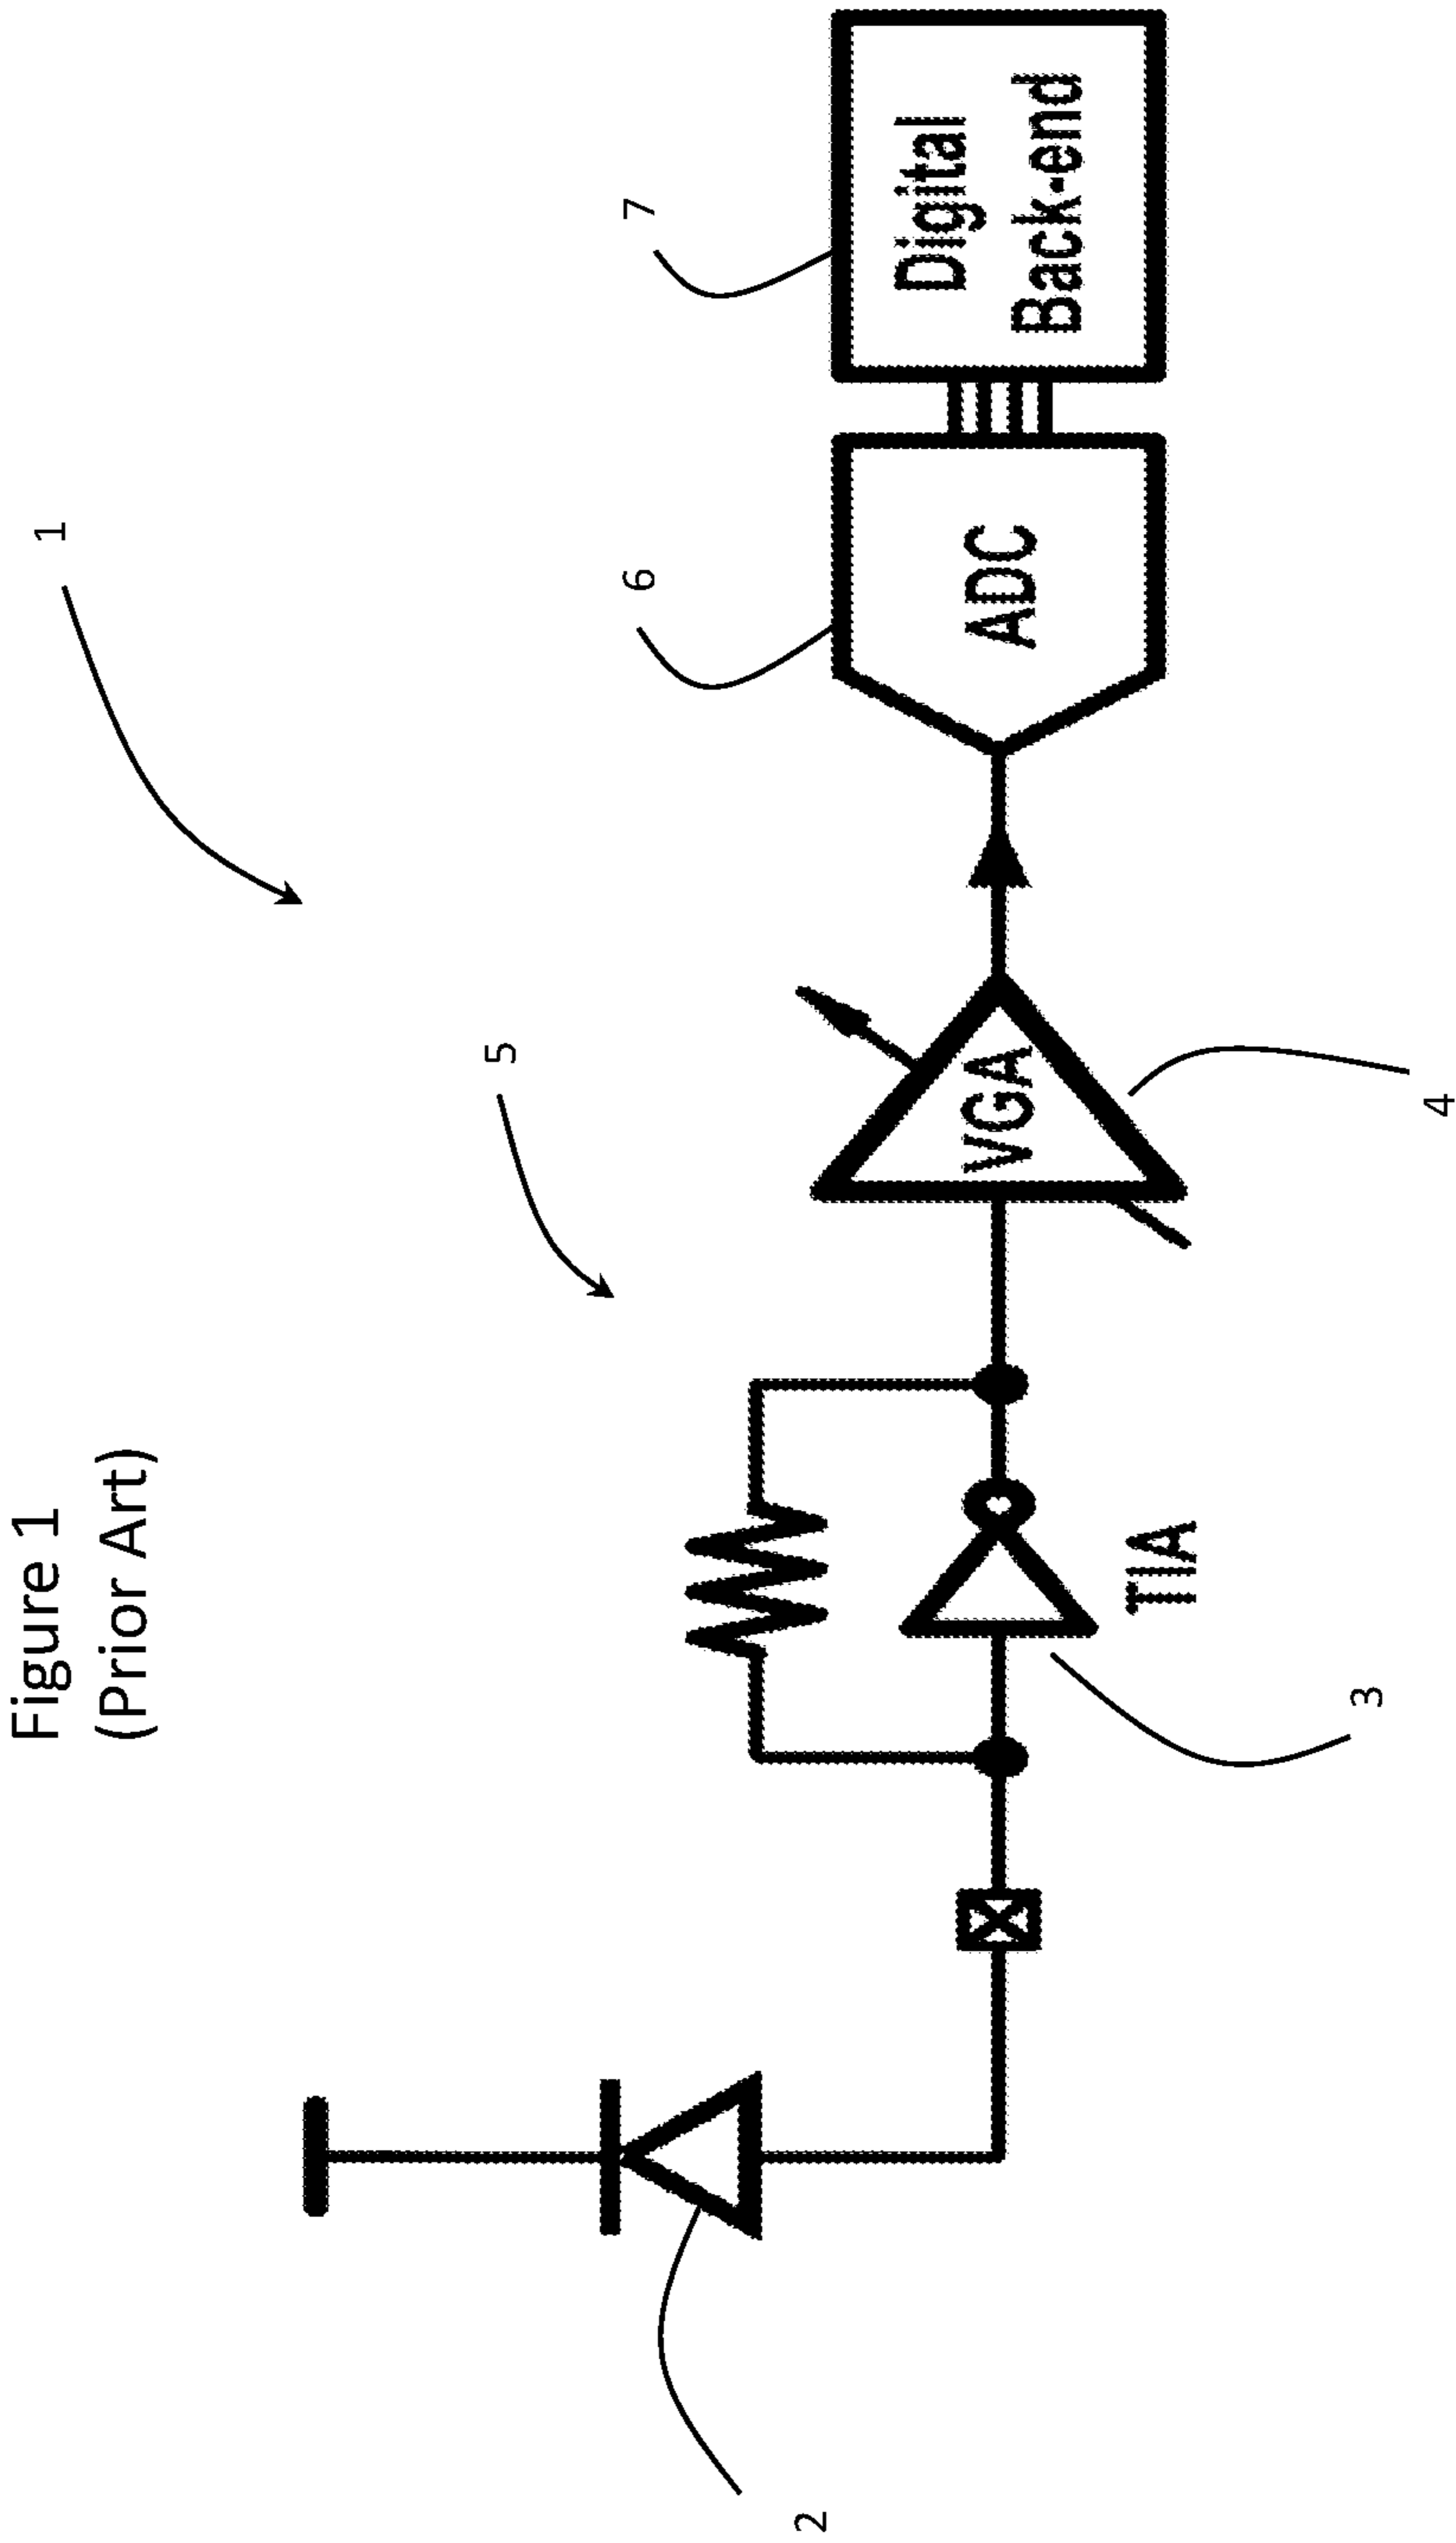 Figure 1
(Prior Art)
1
5
7
6
Digital
Back-end
ADC
VGA
TIA
2
3
4